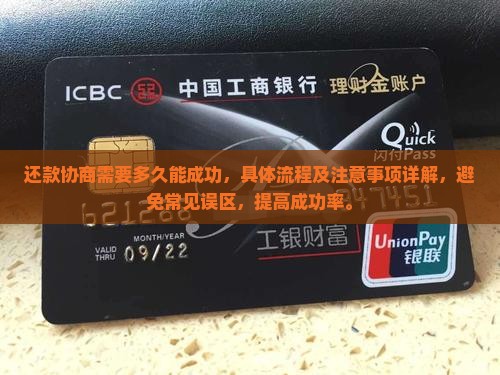 ICBC 中国工商银行 理财金账户
Quick
闪付Pass
还款协商需要多久能成功，具体流程及注意事项详解，避
免常见误区，提高成功率。
MONTH/YEAR
VALID
THRU 09/22
工银财富
UnionPay
银联